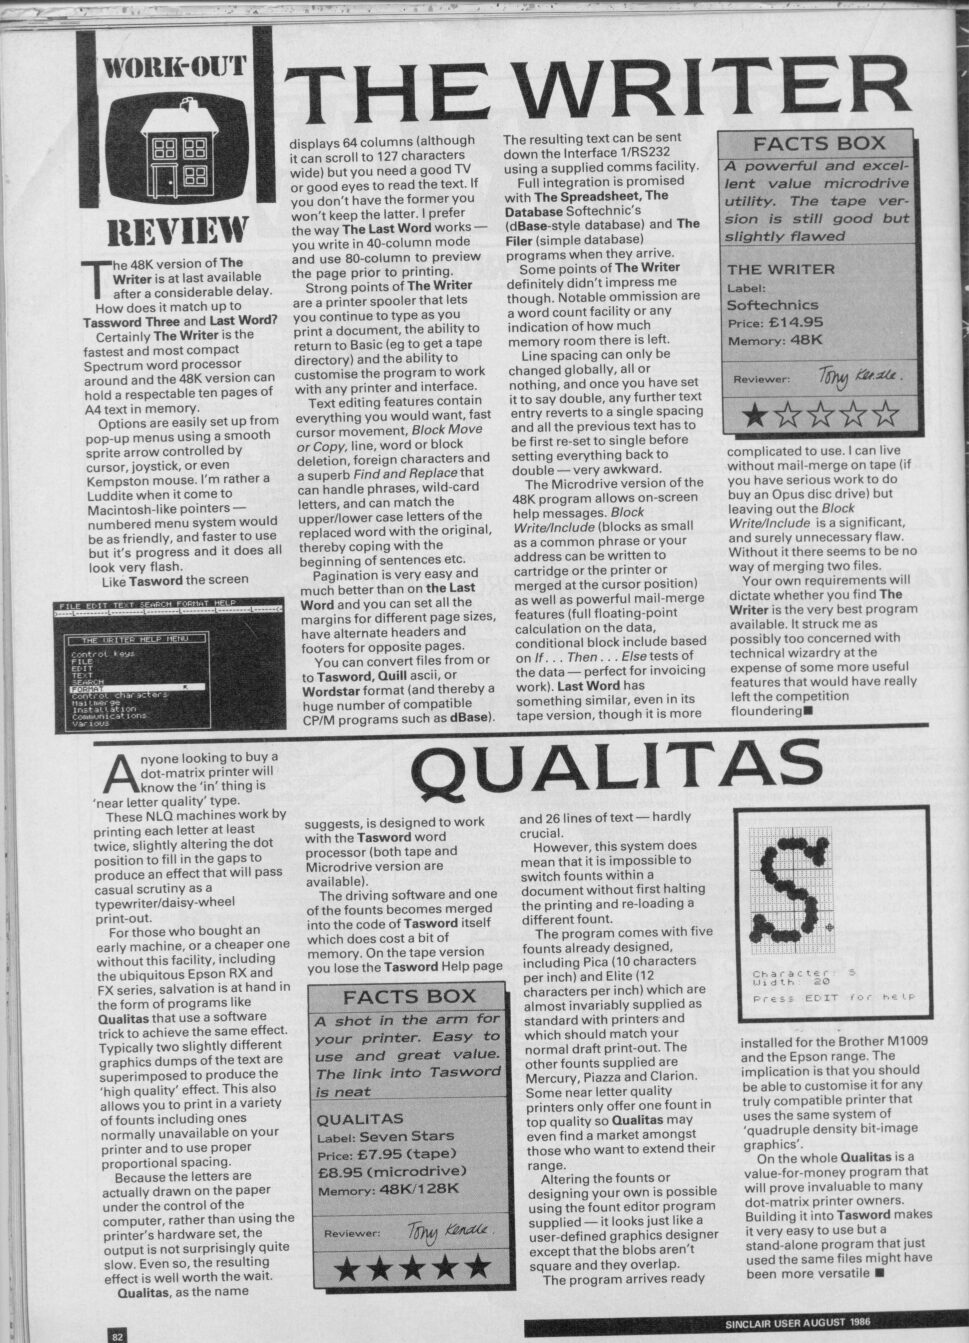 WORK-OUT
REVIEW
THE WRITER
The 48K version of The
Writer is at last available
after a considerable delay.
How does it match up to
Tassword Three and Last Word?
Certainly The Writer is the
fastest and most compact
Spectrum word processor
around and the 48K version can
hold a respectable ten pages of
A4 text in memory.
Options are easily set up from
pop-up menus using a smooth
sprite arrow controlled by
cursor, joystick, or even
Kempston mouse. I'm rather a
Luddite when it come to
Macintosh-like pointers —
numbered menu system would
be as friendly, and faster to use
but it's progress and it does all
look very flash.
Like Tasword the screen
FILE EDIT TEXT SEARCH FORMAT HELP
THE WRITER HELP MENU
Control keys
FILE
EDIT
TEXT
SEARCH
FORMAT
Control characters
Mailmerge
Installation
Communications
Various
displays 64 columns (although
it can scroll to 127 characters
wide) but you need a good TV
or good eyes to read the text. If
you don't have the former you
won't keep the latter. I prefer
the way The Last Word works —
you write in 40-column mode
and use 80-column to preview
the page prior to printing.
Strong points of The Writer
are a printer spooler that lets
you continue to type as you
print a document, the ability to
return to Basic (eg to get a tape
directory) and the ability to
customise the program to work
with any printer and interface.
Text editing features contain
everything you would want, fast
cursor movement, Block Move
or Copy, line, word or block
deletion, foreign characters and
a superb Find and Replace that
can handle phrases, wild-card
letters, and can match the
upper/lower case letters of the
replaced word with the original,
thereby coping with the
beginning of sentences etc.
Pagination is very easy and
much better than on the Last
Word and you can set all the
margins for different page sizes,
have alternate headers and
footers for opposite pages.
You can convert files from or
to Tasword, Quill ascii, or
Wordstar format (and thereby a
huge number of compatible
CP/M programs such as dBase).
The resulting text can be sent
down the Interface 1/RS232
using a supplied comms facility.
Full integration is promised
with The Spreadsheet, The
Database Softechnic's
(dBase-style database) and The
Filer (simple database)
programs when they arrive.
Some points of The Writer
definitely didn't impress me
though. Notable ommission are
a word count facility or any
indication of how much
memory room there is left.
Line spacing can only be
changed globally, all or
nothing, and once you have set
it to say double, any further text
entry reverts to a single spacing
and all the previous text has to
be first re-set to single before
setting everything back to
double — very awkward.
The Microdrive version of the
48K program allows on-screen
help messages. Block
Write/Include (blocks as small
as a common phrase or your
address can be written to
cartridge or the printer or
merged at the cursor position)
as well as powerful mail-merge
features (full floating-point
calculation on the data,
conditional block include based
on If . . . Then . . . Else tests of
the data — perfect for invoicing
work). Last Word has
something similar, even in its
tape version, though it is more
FACTS BOX
A powerful and excel-
lent value microdrive
utility. The tape ver-
sion is still good but
slightly flawed
THE WRITER
Label:
Softechnics
Price: £14.95
Memory: 48K
Reviewer: Tony Kendle.
complicated to use. I can live
without mail-merge on tape (if
you have serious work to do
buy an Opus disc drive) but
leaving out the Block
Write/Include is a significant,
and surely unnecessary flaw.
Without it there seems to be no
way of merging two files.
Your own requirements will
dictate whether you find The
Writer is the very best program
available. It struck me as
possibly too concerned with
technical wizardry at the
expense of some more useful
features that would have really
left the competition
floundering■
QUALITAS
Anyone looking to buy a
dot-matrix printer will
know the 'in' thing is
'near letter quality' type.
These NLQ machines work by
printing each letter at least
twice, slightly altering the dot
position to fill in the gaps to
produce an effect that will pass
casual scrutiny as a
typewriter/daisy-wheel
print-out.
For those who bought an
early machine, or a cheaper one
without this facility, including
the ubiquitous Epson RX and
FX series, salvation is at hand in
the form of programs like
Qualitas that use a software
trick to achieve the same effect.
Typically two slightly different
graphics dumps of the text are
superimposed to produce the
'high quality' effect. This also
allows you to print in a variety
of founts including ones
normally unavailable on your
printer and to use proper
proportional spacing.
Because the letters are
actually drawn on the paper
under the control of the
computer, rather than using the
printer's hardware set, the
output is not surprisingly quite
slow. Even so, the resulting
effect is well worth the wait.
Qualitas, as the name
suggests, is designed to work
with the Tasword word
processor (both tape and
Microdrive version are
available).
The driving software and one
of the founts becomes merged
into the code of Tasword itself
which does cost a bit of
memory. On the tape version
you lose the Tasword Help page
FACTS BOX
A shot in the arm for
your printer. Easy to
use and great value.
The link into Tasword
is neat
QUALITAS
Label: Seven Stars
Price: £7.95 (tape)
£8.95 (microdrive)
Memory: 48K/128K
Reviewer: Tony Kendle.
and 26 lines of text — hardly
crucial.
However, this system does
mean that it is impossible to
switch founts within a
document without first halting
the printing and re-loading a
different fount.
The program comes with five
founts already designed,
including Pica (10 characters
per inch) and Elite (12
characters per inch) which are
almost invariably supplied as
standard with printers and
which should match your
normal draft print-out. The
other founts supplied are
Mercury, Piazza and Clarion.
Some near letter quality
printers only offer one fount in
top quality so Qualitas may
even find a market amongst
those who want to extend their
range.
Altering the founts or
designing your own is possible
using the fount editor program
supplied — it looks just like a
user-defined graphics designer
except that the blobs aren't
square and they overlap.
The program arrives ready
Character: S
Width: 20
Press EDIT for help
installed for the Brother M1009
and the Epson range. The
implication is that you should
be able to customise it for any
truly compatible printer that
uses the same system of
'quadruple density bit-image
graphics'.
On the whole Qualitas is a
value-for-money program that
will prove invaluable to many
dot-matrix printer owners.
Building it into Tasword makes
it very easy to use but a
stand-alone program that just
used the same files might have
been more versatile ■
82
SINCLAIR USER AUGUST 1986